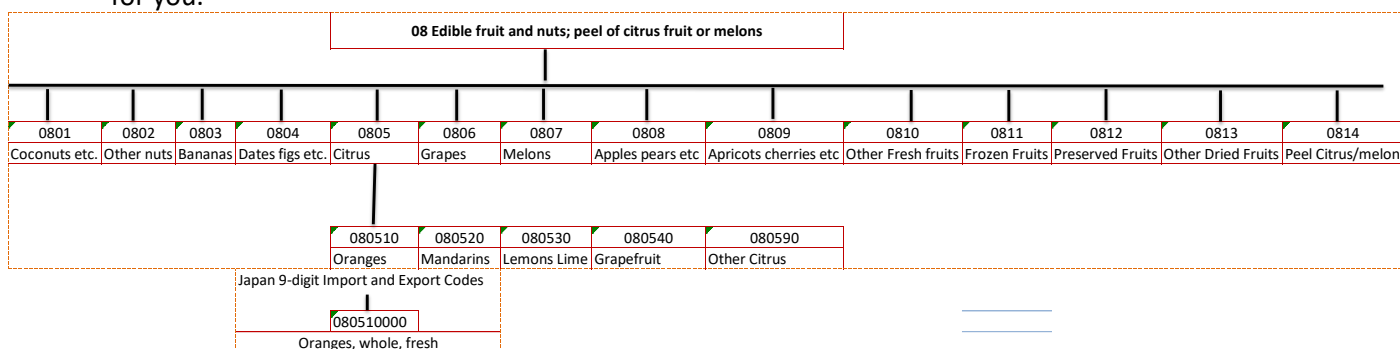 for you.
08 Edible fruit and nuts; peel of citrus fruit or melons
0801 0802 0803 0804 0805 0806 0807 0808 0809 0810 0811 0812 0813 0814
Coconuts etc. Other nuts Bananas Dates figs etc. Citrus Grapes Melons Apples pears etc Apricots cherries etc Other Fresh fruits Frozen Fruits Preserved Fruits Other Dried Fruits Peel Citrus/melon
080510 080520 080530 080540 080590
Oranges Mandarins Lemons Lime Grapefruit Other Citrus
Japan 9-digit Import and Export Codes
080510000
Oranges, whole, fresh